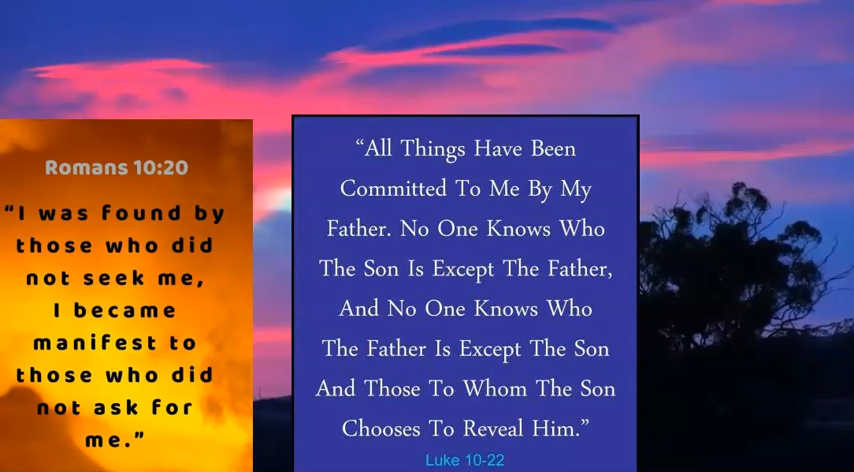 Romans 10:20
“I was found by
those who did
not seek me,
I became
manifest to
those who did
not ask for
me.”
“All Things Have Been
Committed To Me By My
Father. No One Knows Who
The Son Is Except The Father,
And No One Knows Who
The Father Is Except The Son
And Those To Whom The Son
Chooses To Reveal Him.”
Luke 10-22